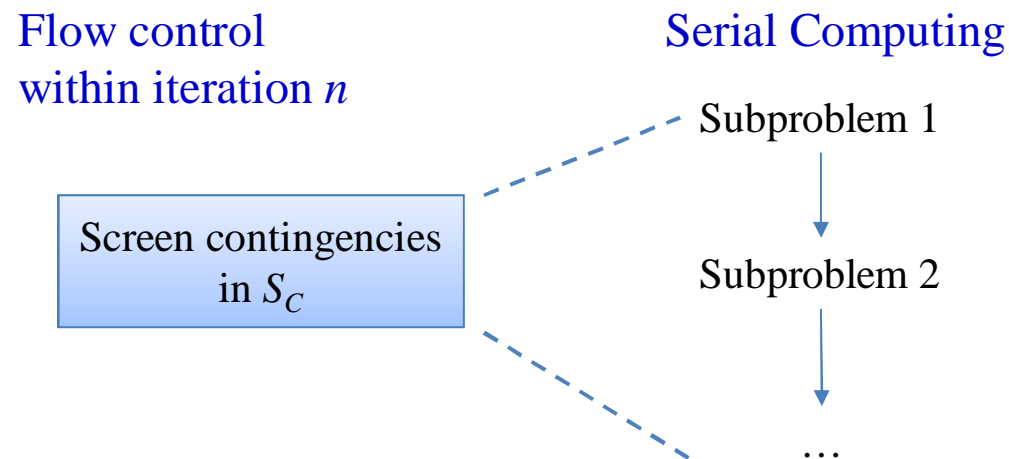 Flow control
within iteration n
Serial Computing
Subproblem 1
Screen contingencies
in S_C
Subproblem 2
…